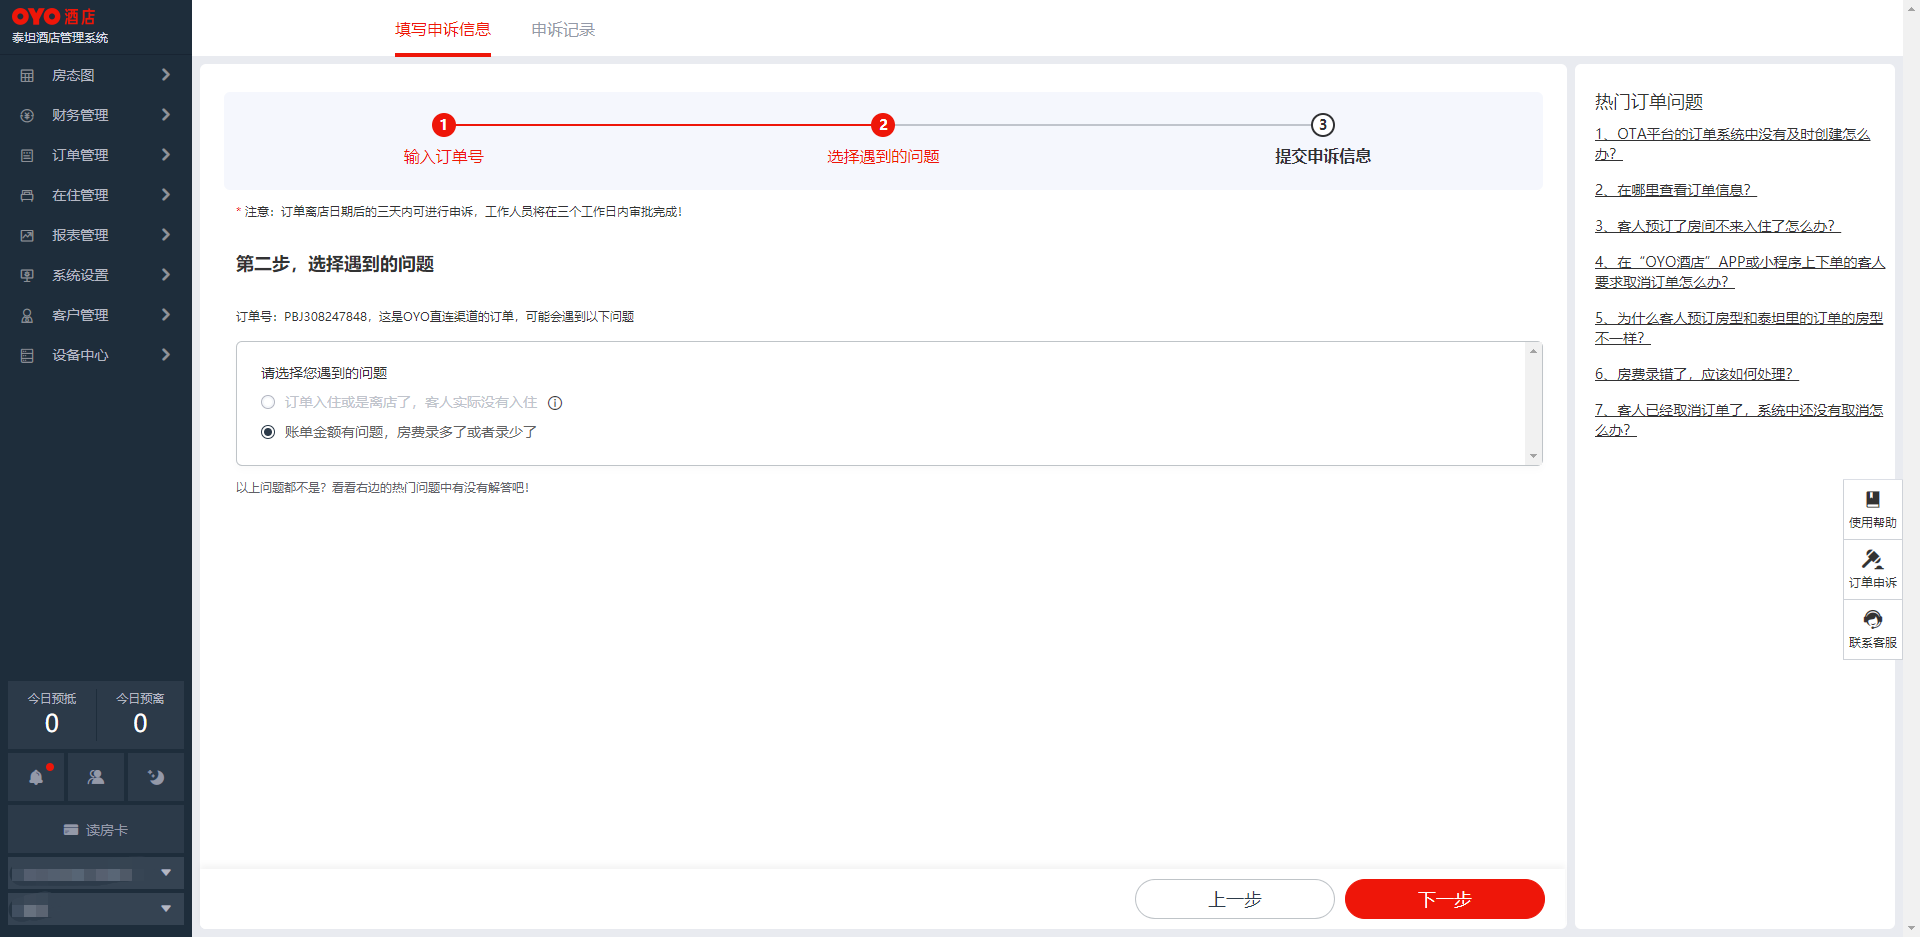 OYO 酒店
泰坦酒店管理系统
房态图
财务管理
订单管理
在住管理
报表管理
系统设置
客户管理
设备中心
今日预抵
今日预离
0
0
读房卡
填写申诉信息
申诉记录
1
2
3
输入订单号
选择遇到的问题
提交申诉信息
* 注意：订单离店日期后的三天内可进行申诉，工作人员将在三个工作日内审批完成！
第二步，选择遇到的问题
订单号：PBJ308247848，这是OYO直连渠道的订单，可能会遇到以下问题
请选择您遇到的问题
订单入住或是离店了，客人实际没有入住
账单金额有问题，房费录多了或者录少了
以上问题都不是？看看右边的热门问题中有没有解答吧！
上一步
下一步
热门订单问题
1、OTA平台的订单系统中没有及时创建怎么
办？
2、在哪里查看订单信息？
3、客人预订了房间不来入住了怎么办？
4、在“OYO酒店”APP或小程序上下单的客人
要求取消订单怎么办？
5、为什么客人预订房型和泰坦里的订单的房型
不一样？
6、房费录错了，应该如何处理？
7、客人已经取消订单了，系统中还没有取消怎
么办？
使用帮助
订单申诉
联系客服